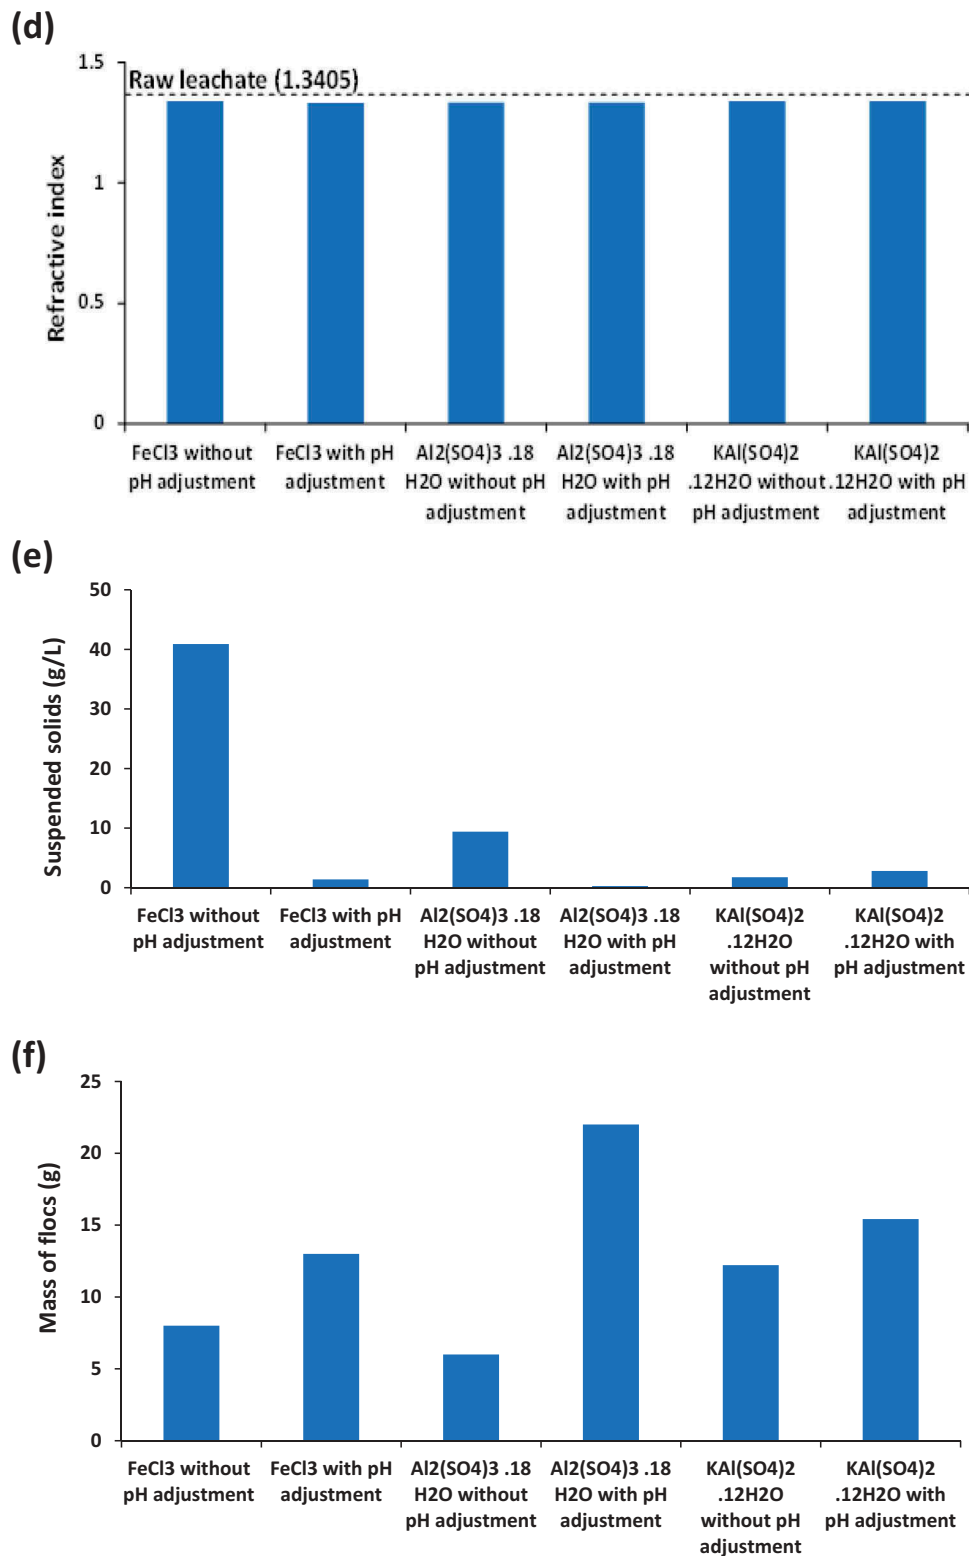 (d)
1.5
Raw leachate (1.3405)
1
0.5
0
Refractive index
FeCl3 without pH adjustment
FeCl3 with pH adjustment
Al2(SO4)3 .18 H2O without pH adjustment
Al2(SO4)3 .18 H2O with pH adjustment
KAl(SO4)2 .12H2O without pH adjustment
KAl(SO4)2 .12H2O with pH adjustment
(e)
50
40
30
20
10
0
Suspended solids (g/L)
FeCl3 without pH adjustment
FeCl3 with pH adjustment
Al2(SO4)3 .18 H2O without pH adjustment
Al2(SO4)3 .18 H2O with pH adjustment
KAl(SO4)2 .12H2O without pH adjustment
KAl(SO4)2 .12H2O with pH adjustment
(f)
25
20
15
10
5
0
Mass of flocs (g)
FeCl3 without pH adjustment
FeCl3 with pH adjustment
Al2(SO4)3 .18 H2O without pH adjustment
Al2(SO4)3 .18 H2O with pH adjustment
KAl(SO4)2 .12H2O without pH adjustment
KAl(SO4)2 .12H2O with pH adjustment